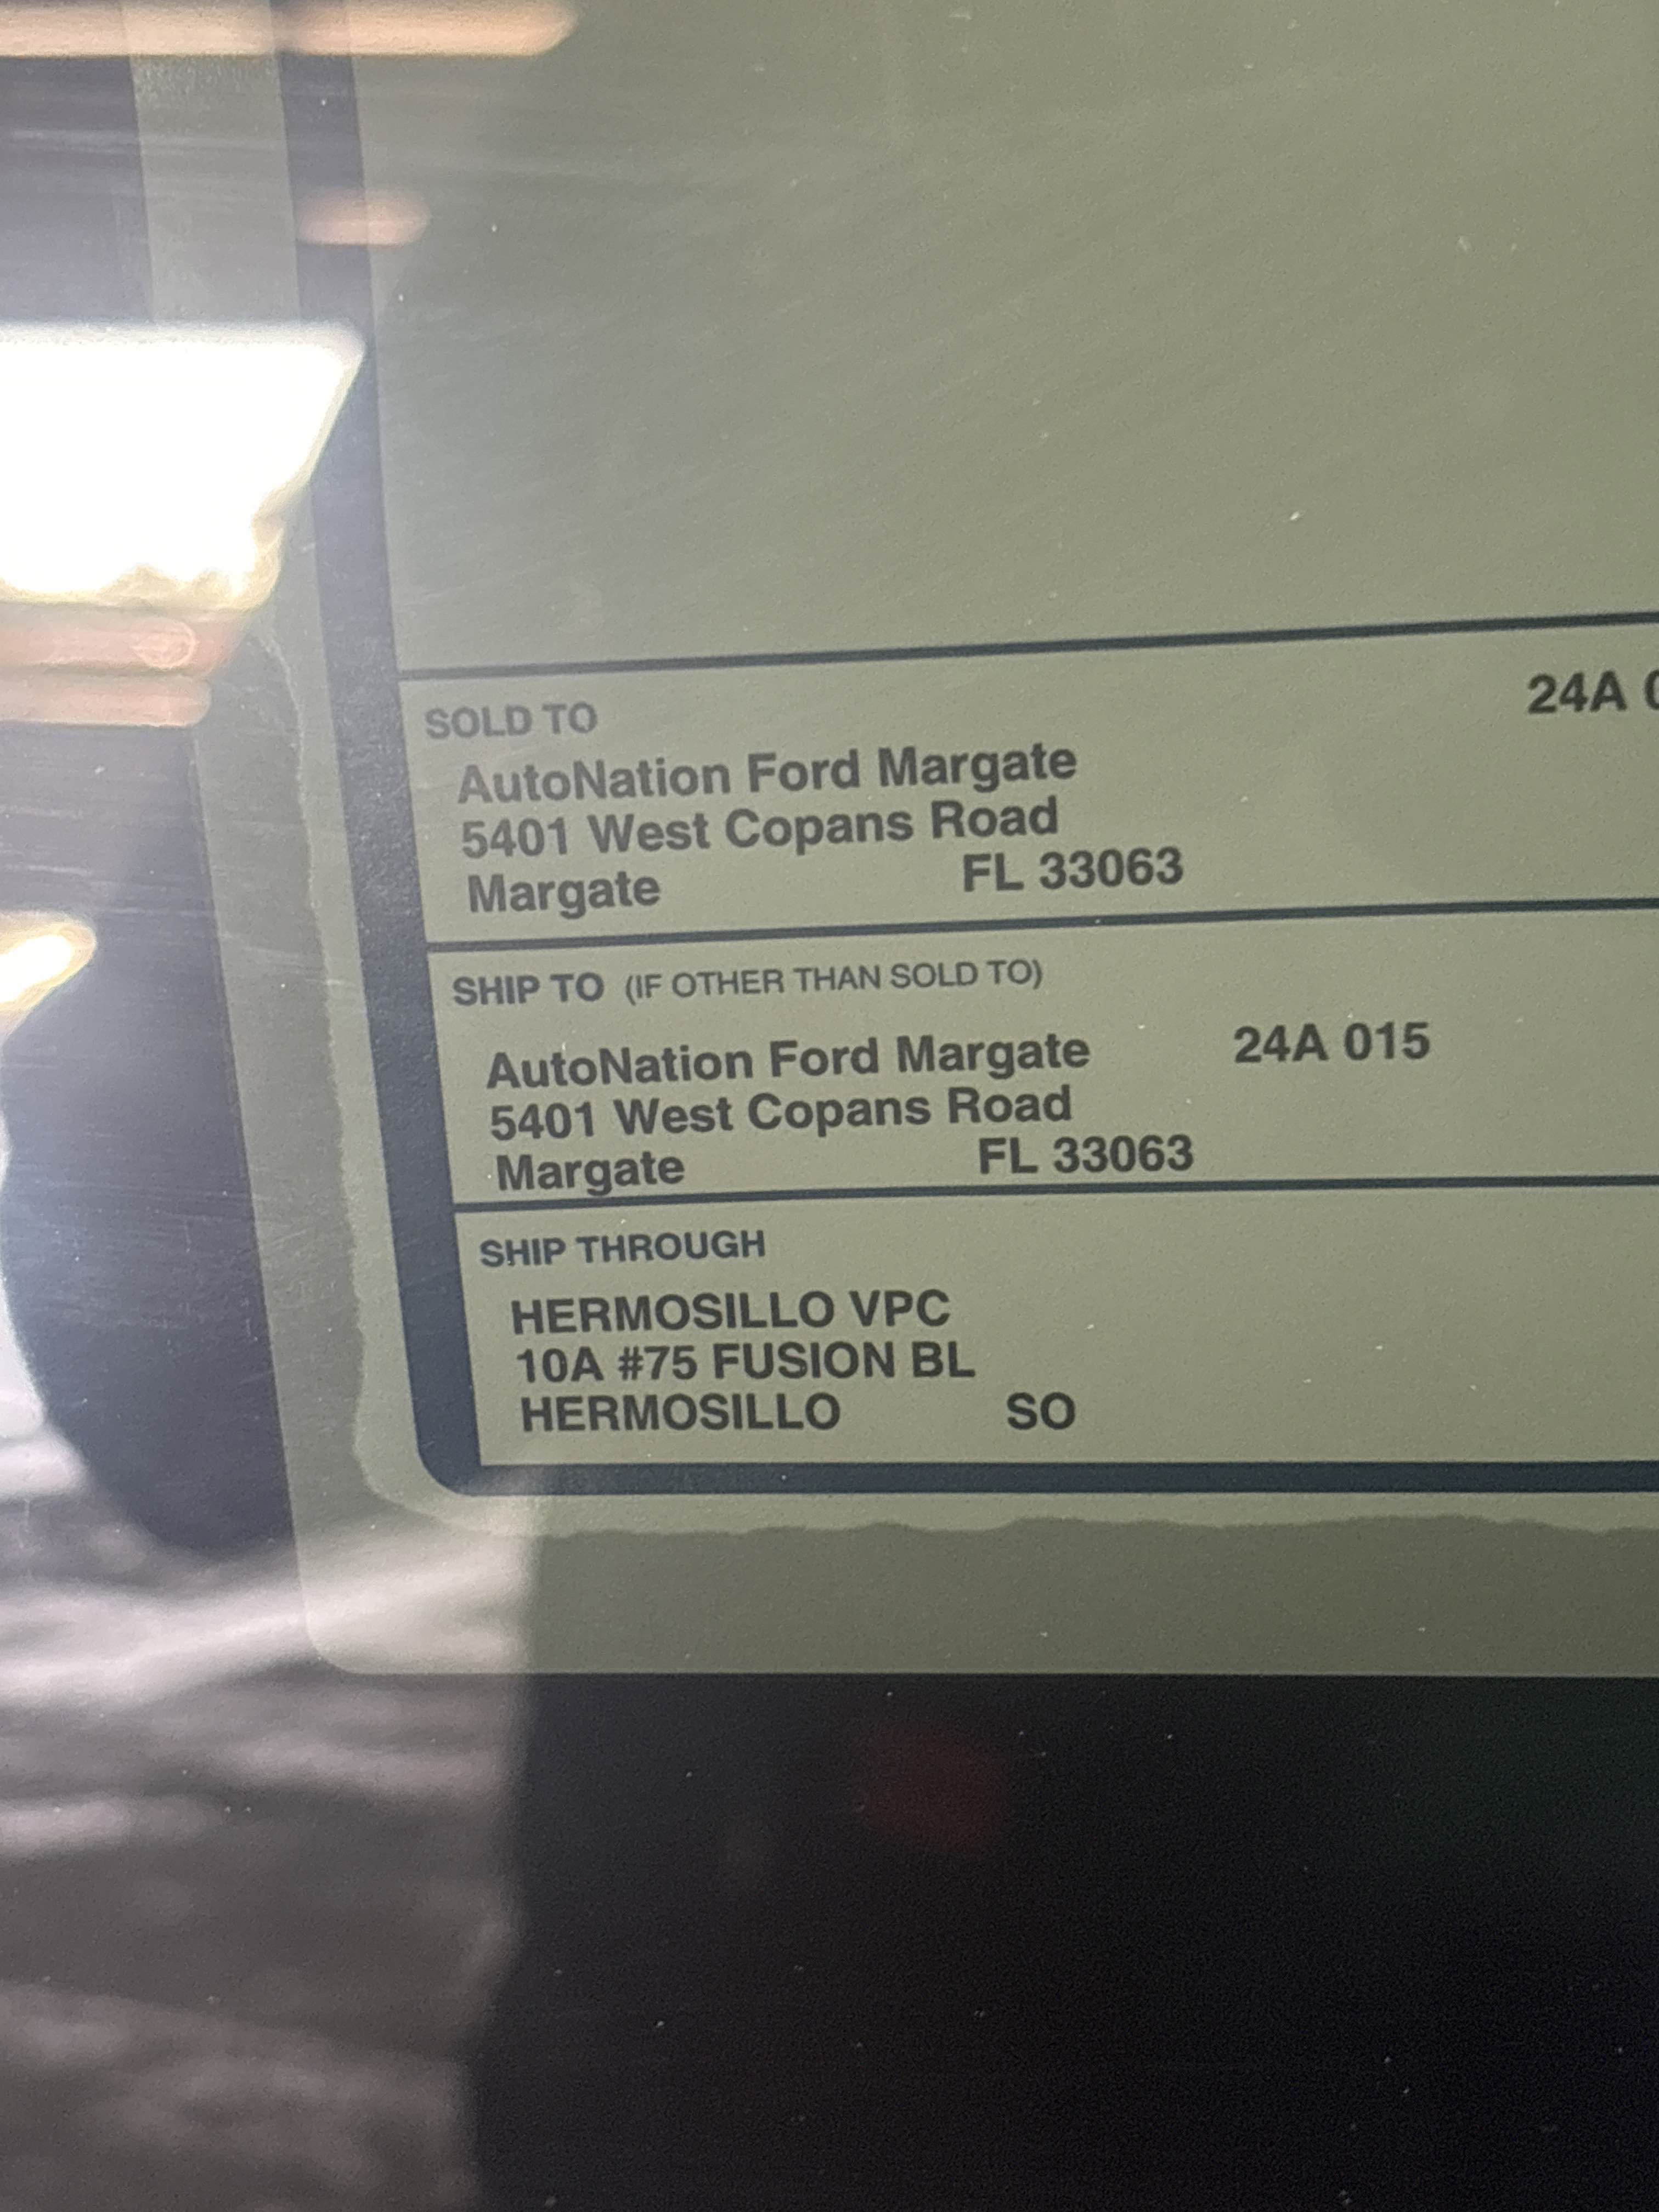 SOLD TO 24A
AutoNation Ford Margate
5401 West Copans Road
Margate FL 33063
SHIP TO (IF OTHER THAN SOLD TO)
AutoNation Ford Margate 24A 015
5401 West Copans Road
Margate FL 33063
SHIP THROUGH
HERMOSILLO VPC
10A #75 FUSION BL
HERMOSILLO SO